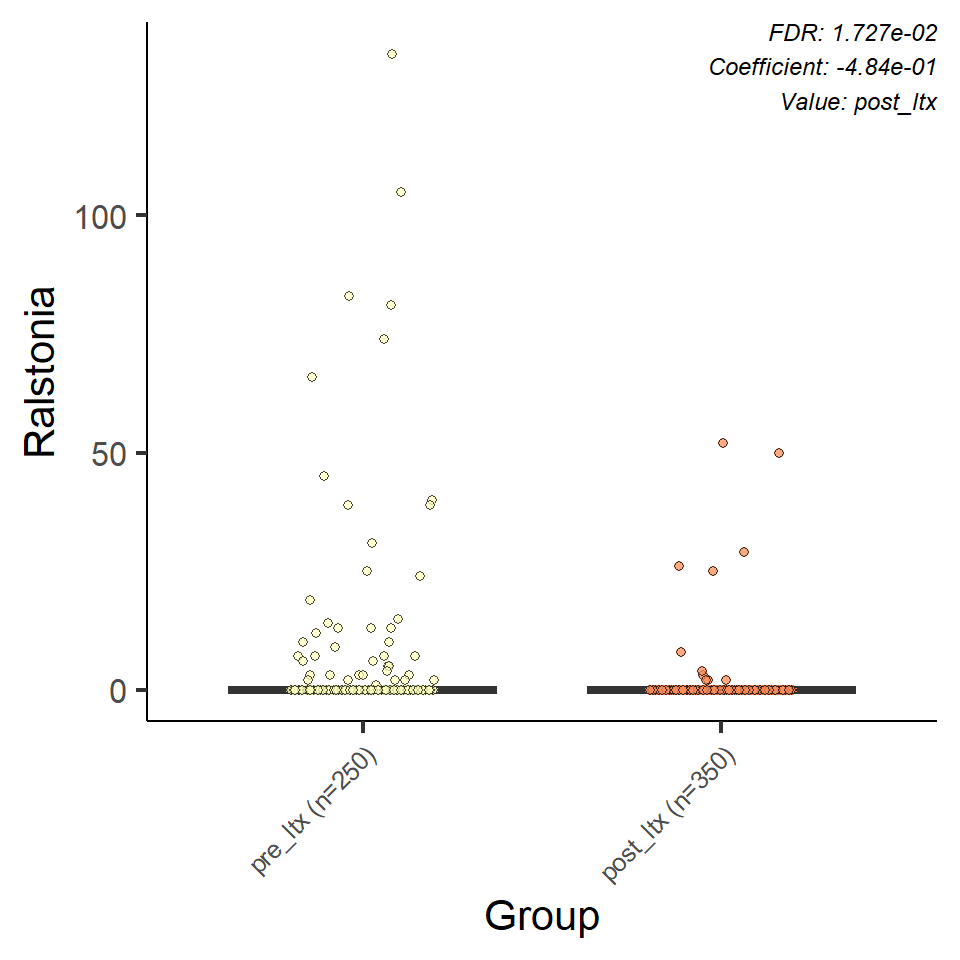 FDR: 1.727e-02
Coefficient: -4.84e-01
Value: post_ltx
Ralstonia
100
50
0
pre_ltx (n=250)
post_ltx (n=350)
Group